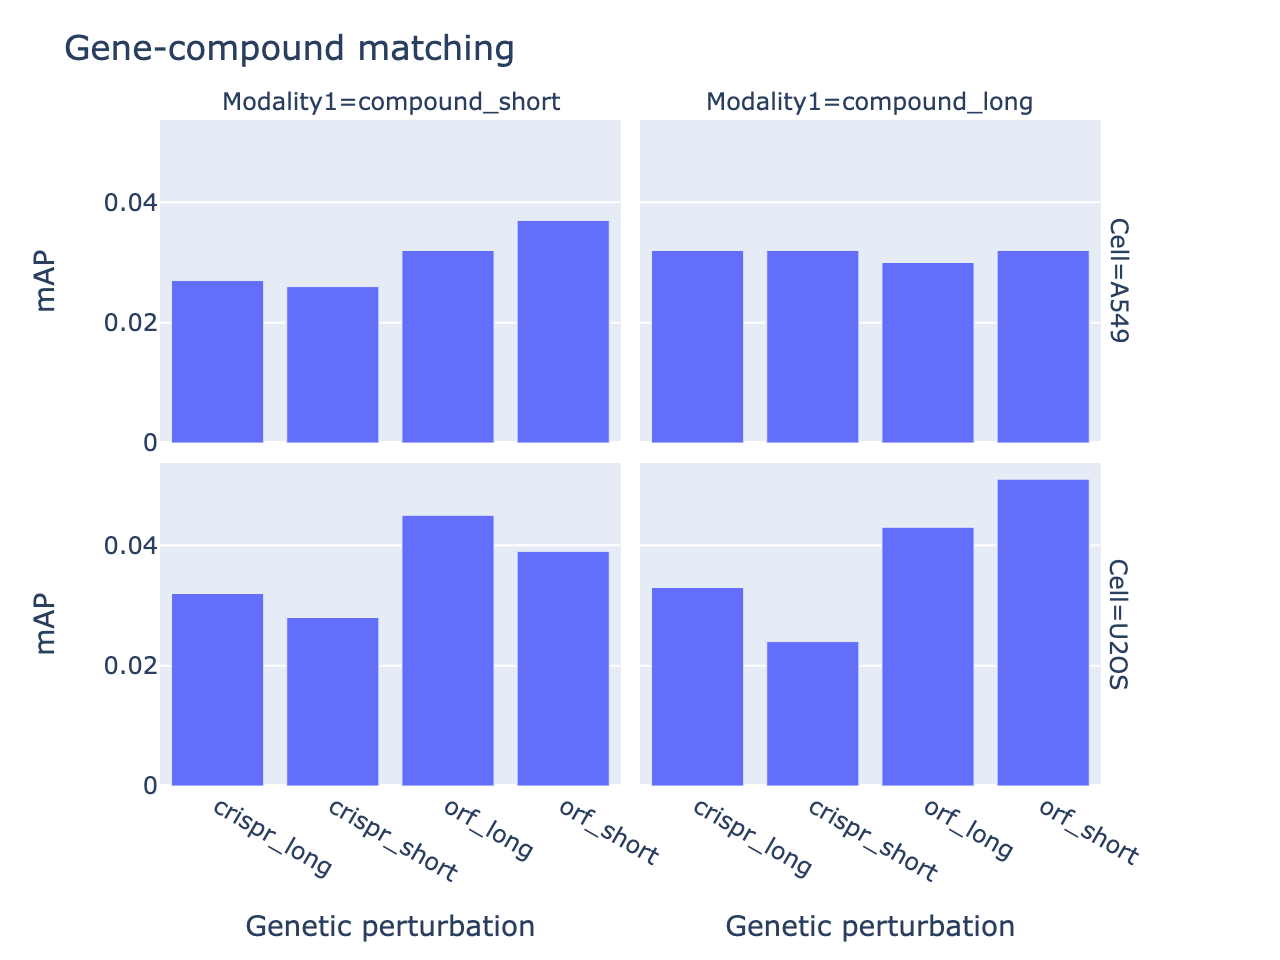 Gene-compound matching
Modality1=compound_short
Modality1=compound_long
mAP
0.04
0.02
0
Cell=A549
mAP
0.04
0.02
0
Cell=U2OS
crispr_long
crispr_short
orf_long
orf_short
crispr_long
crispr_short
orf_long
orf_short
Genetic perturbation
Genetic perturbation